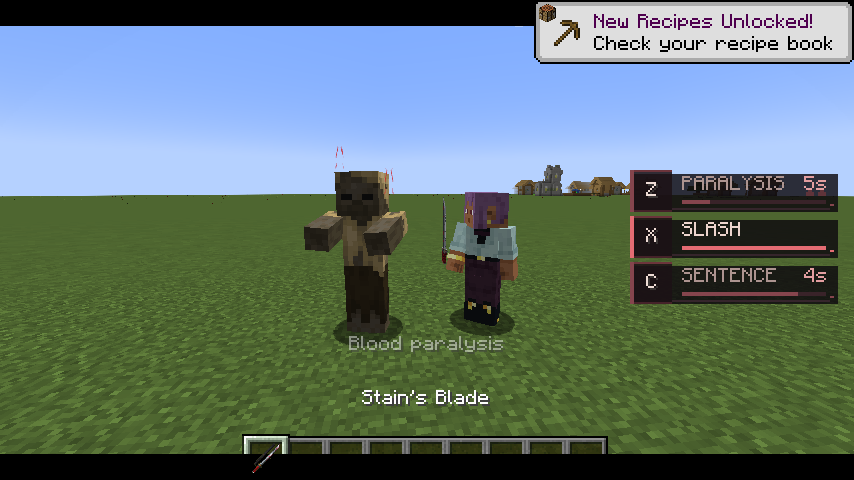 New Recipes Unlocked!
Check your recipe book
Z PARALYSIS 5s
X SLASH
C SENTENCE 4s
Blood paralysis
Stain's Blade